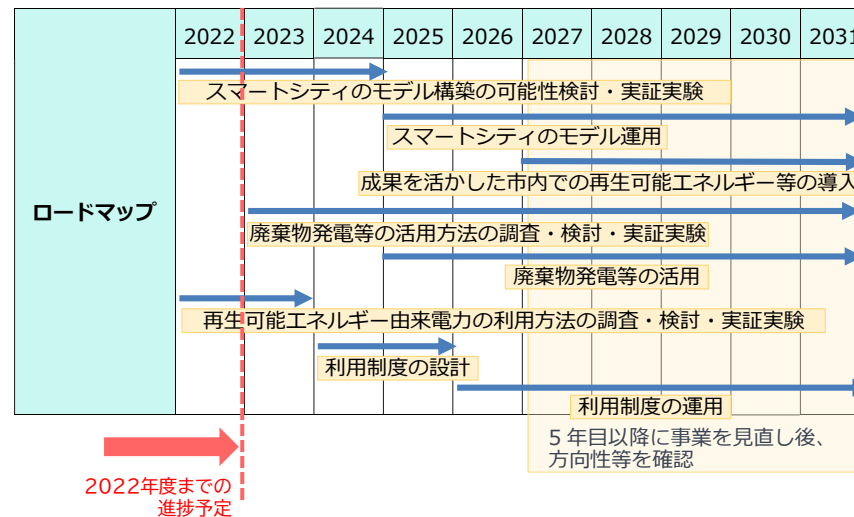 2022 2023 2024 2025 2026 2027 2028 2029 2030 2031
スマートシティのモデル構築の可能性検討・実証実験
スマートシティのモデル運用
成果を活かした市内での再生可能エネルギー等の導入
ロードマップ
廃棄物発電等の活用方法の調査・検討・実証実験
廃棄物発電等の活用
再生可能エネルギー由来電力の利用方法の調査・検討・実証実験
利用制度の設計
利用制度の運用
5年目以降に事業を見直し後、
方向性等を確認
2022年度までの
進捗予定